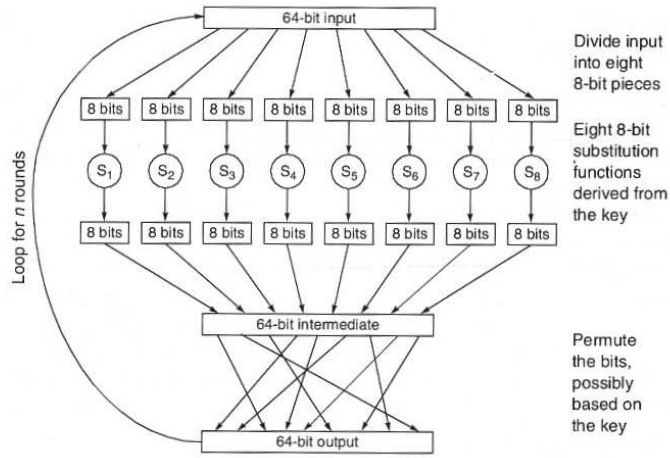 64-bit input
Divide input
into eight
8-bit pieces
8 bits 8 bits 8 bits 8 bits 8 bits 8 bits 8 bits 8 bits
Eight 8-bit
substitution
functions
derived from
the key
S1 S2 S3 S4 S5 S6 S7 S8
8 bits 8 bits 8 bits 8 bits 8 bits 8 bits 8 bits 8 bits
Loop for n rounds
64-bit intermediate
Permute
the bits,
possibly
based on
the key
64-bit output